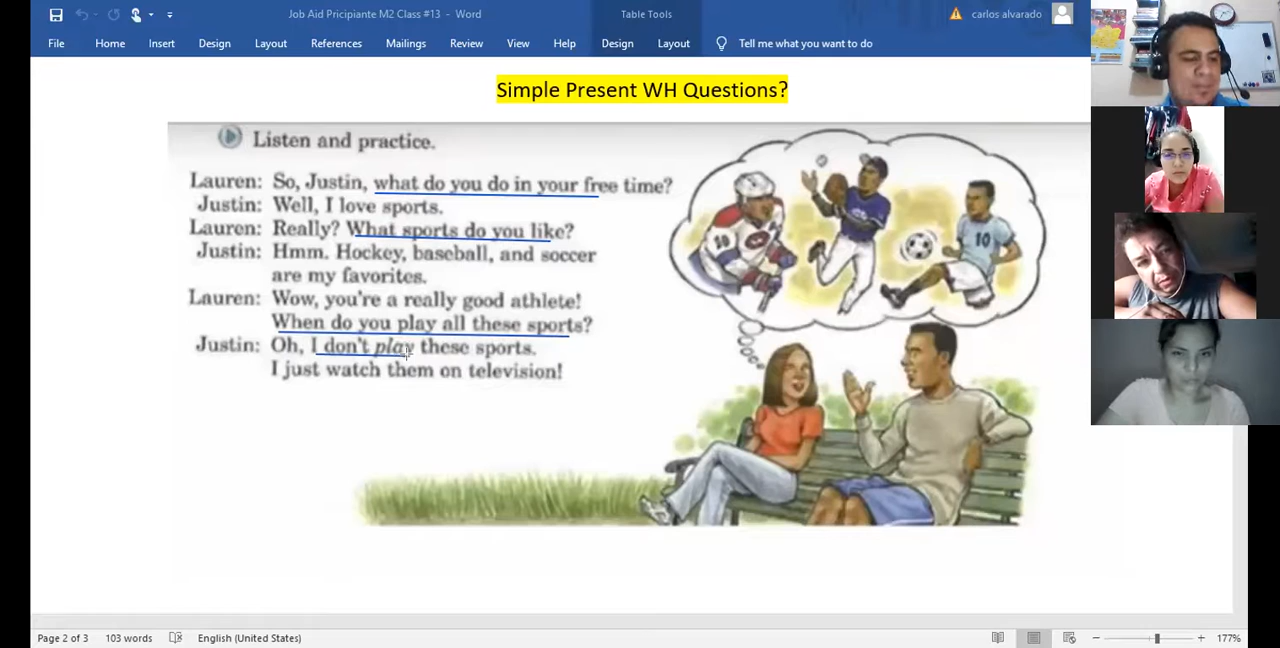 Job Aid Pricipiante M2 Class #13 - Word
Table Tools
carlos alvarado
File Home Insert Design Layout References Mailings Review View Help Design Layout Tell me what you want to do
Simple Present WH Questions?
Listen and practice.
Lauren: So, Justin, what do you do in your free time?
Justin: Well, I love sports.
Lauren: Really? What sports do you like?
Justin: Hmm. Hockey, baseball, and soccer
are my favorites.
Lauren: Wow, you're a really good athlete!
When do you play all these sports?
Justin: Oh, I don't play these sports.
I just watch them on television!
10
10
Page 2 of 3 103 words English (United States) 177%